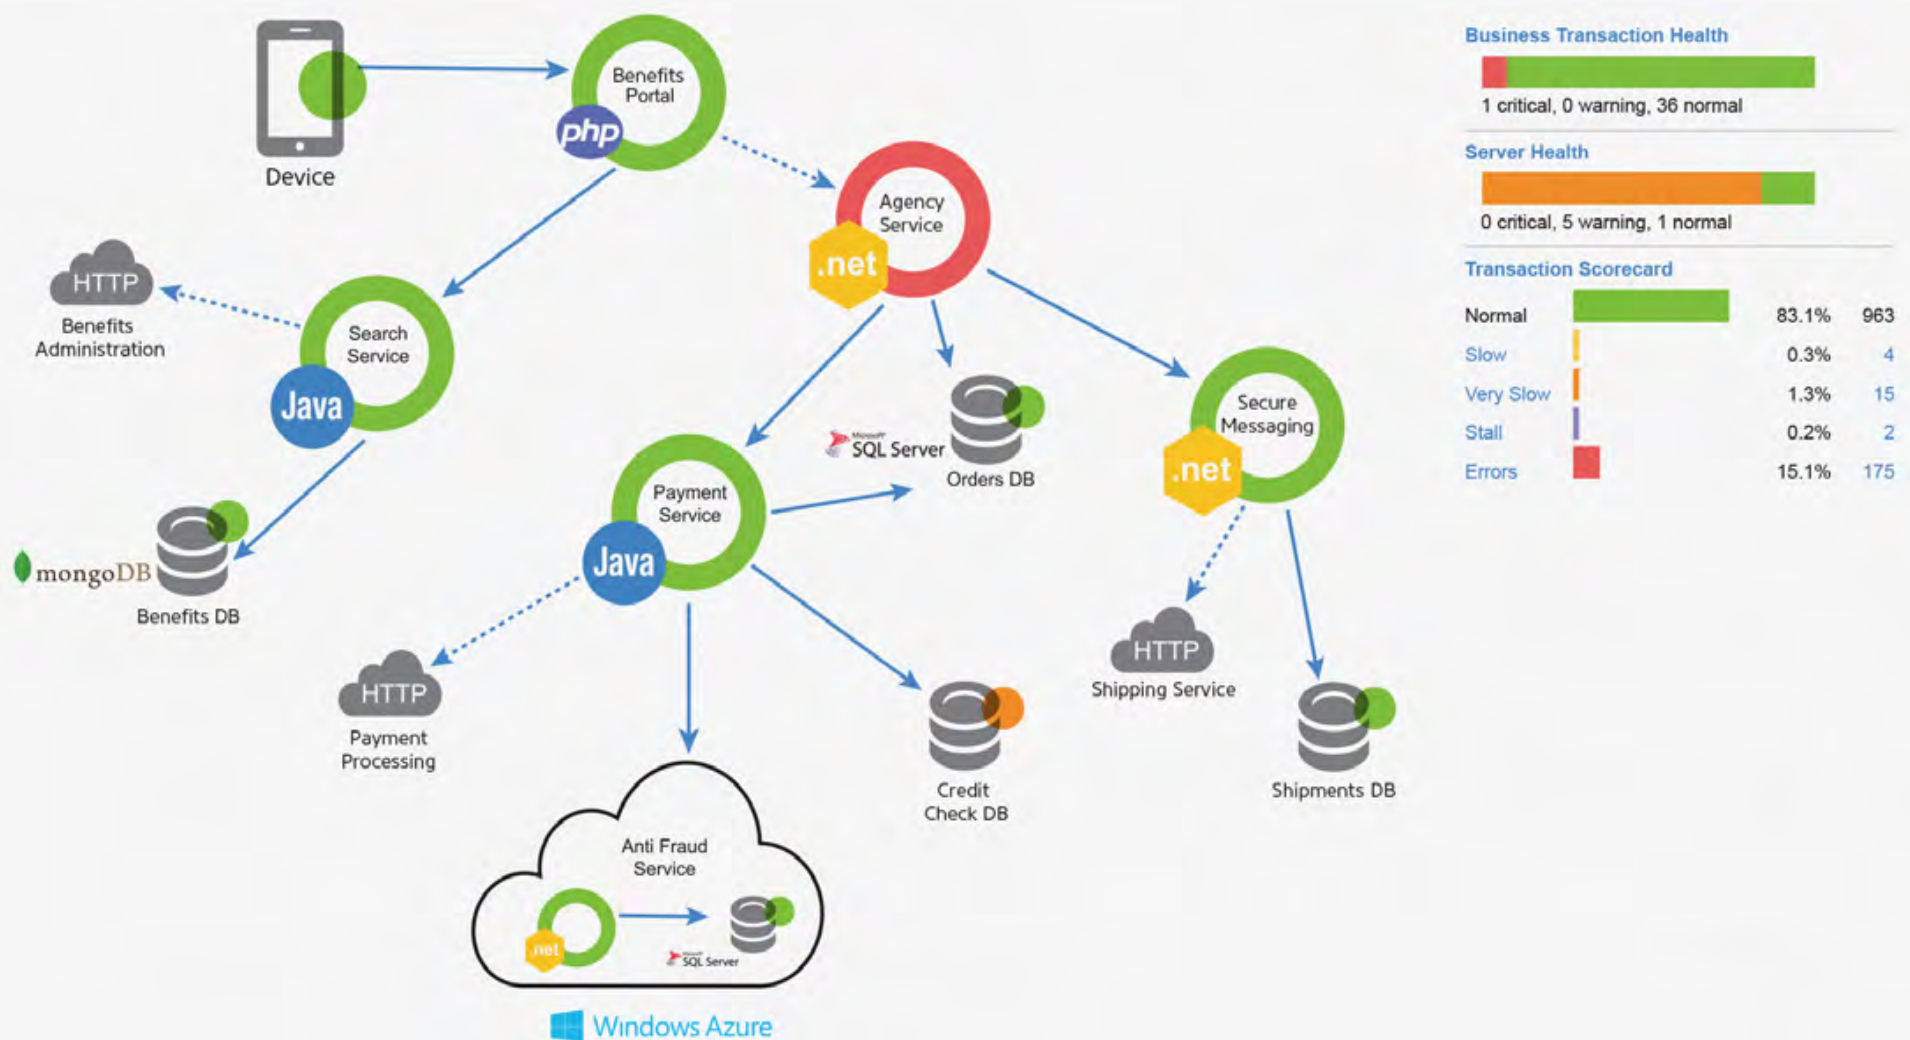 Device
Benefits
Portal
php
Agency
Service
.net
HTTP
Benefits
Administration
Search
Service
Java
mongoDB
Benefits DB
Payment
Service
Java
Microsoft
SQL Server
Orders DB
Secure
Messaging
.net
HTTP
Payment
Processing
HTTP
Shipping Service
Credit
Check DB
Shipments DB
Anti Fraud
Service
.net
Microsoft
SQL Server
Windows Azure
Business Transaction Health
1 critical, 0 warning, 36 normal
Server Health
0 critical, 5 warning, 1 normal
Transaction Scorecard
Normal 83.1% 963
Slow 0.3% 4
Very Slow 1.3% 15
Stall 0.2% 2
Errors 15.1% 175